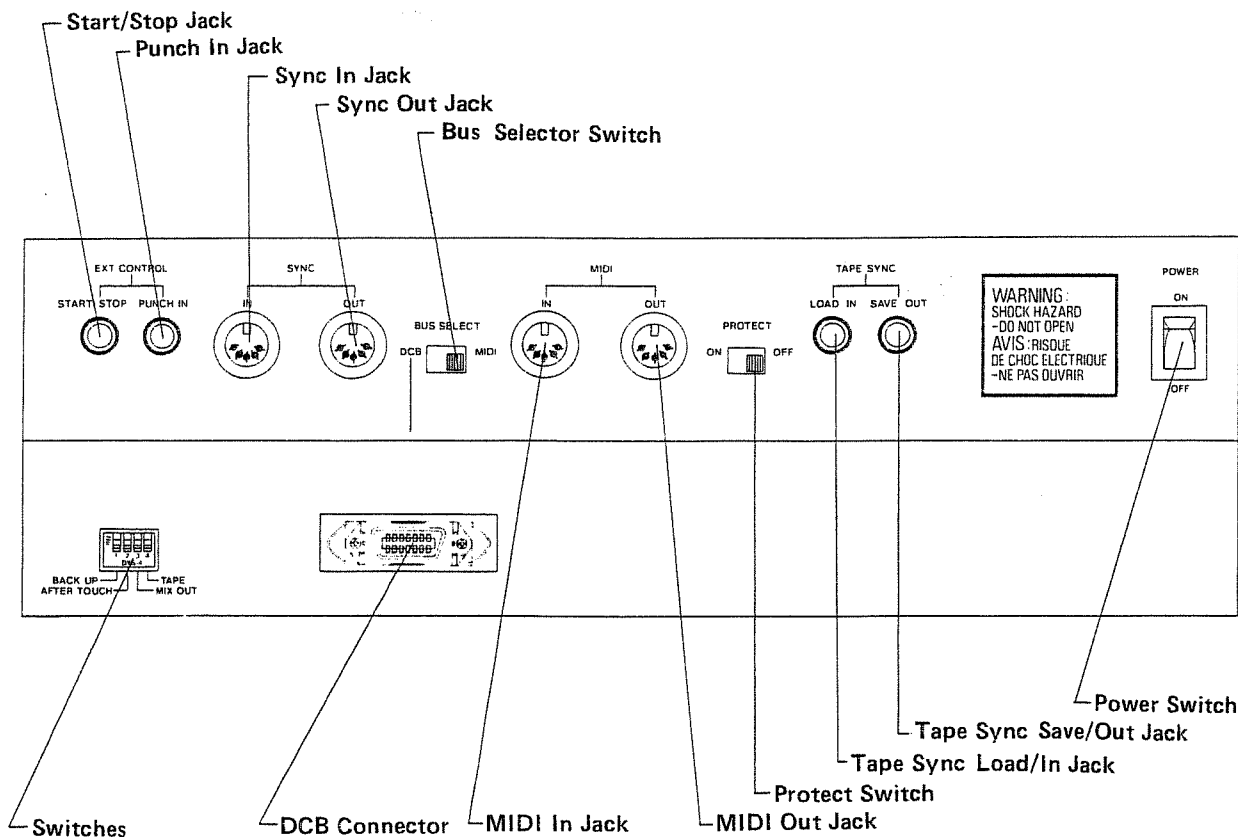 Start/Stop Jack
Punch In Jack
Sync In Jack
Sync Out Jack
Bus Selector Switch
EXT CONTROL
SYNC
MIDI
TAPE SYNC
POWER
START STOP
PUNCH IN
IN
OUT
BUS SELECT
DCB
MIDI
IN
OUT
PROTECT
ON
OFF
LOAD IN
SAVE OUT
WARNING:
SHOCK HAZARD
-DO NOT OPEN
AVIS:RISQUE
DE CHOC ELECTRIQUE
-NE PAS OUVRIR
ON
OFF
1 2 3 4
BACK UP
TAPE
AFTER TOUCH
MIX OUT
Power Switch
Tape Sync Save/Out Jack
Tape Sync Load/In Jack
Protect Switch
Switches
DCB Connector
MIDI In Jack
MIDI Out Jack